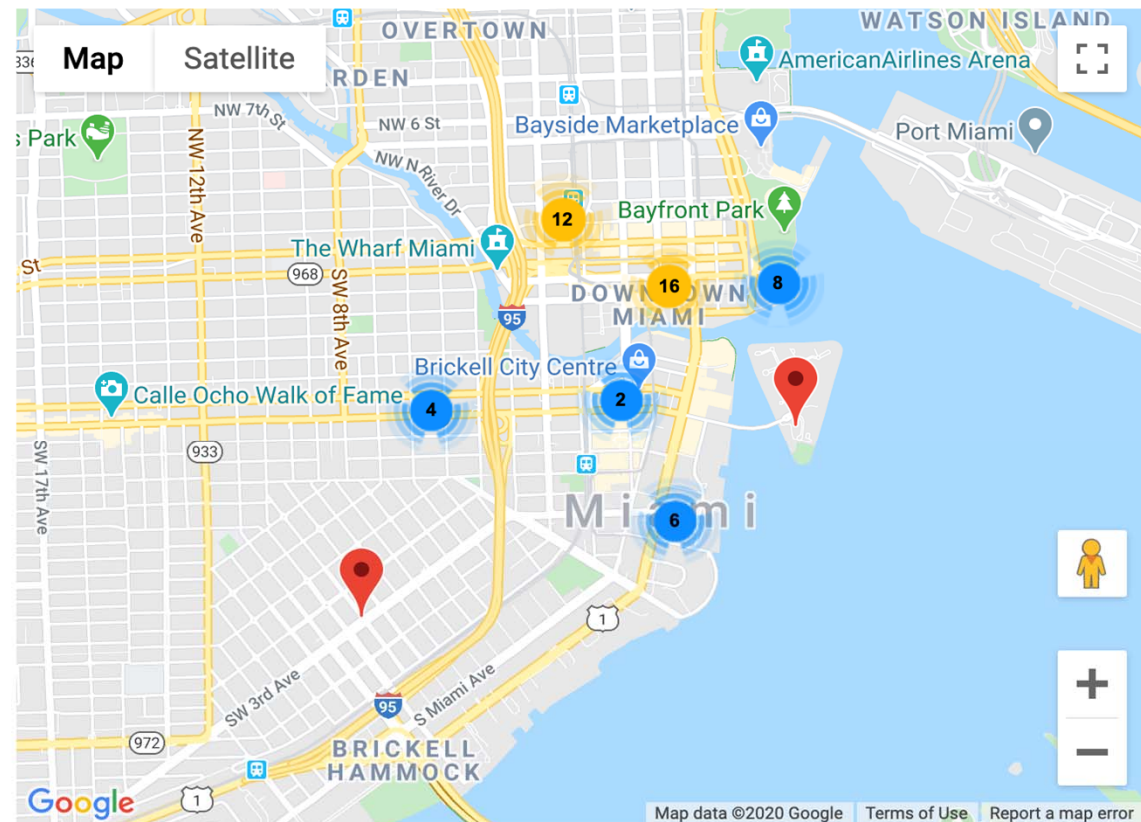 OVERTOWN
WATSON ISLAND
336
Map
Satellite
AmericanAirlines Arena
RDEN
NW 7th St
NW 6 St
Bayside Marketplace
Port Miami
s Park
NW 12th Ave
NW N River Dr
12
Bayfront Park
The Wharf Miami
St
968
SW 8th Ave
16
8
DOWNTOWN
MIAMI
95
Brickell City Centre
Calle Ocho Walk of Fame
4
2
933
SW 17th Ave
Miami
6
1
SW 3rd Ave
S Miami Ave
95
972
BRICKELL
HAMMOCK
Google
1
Map data ©2020 Google
Terms of Use
Report a map error